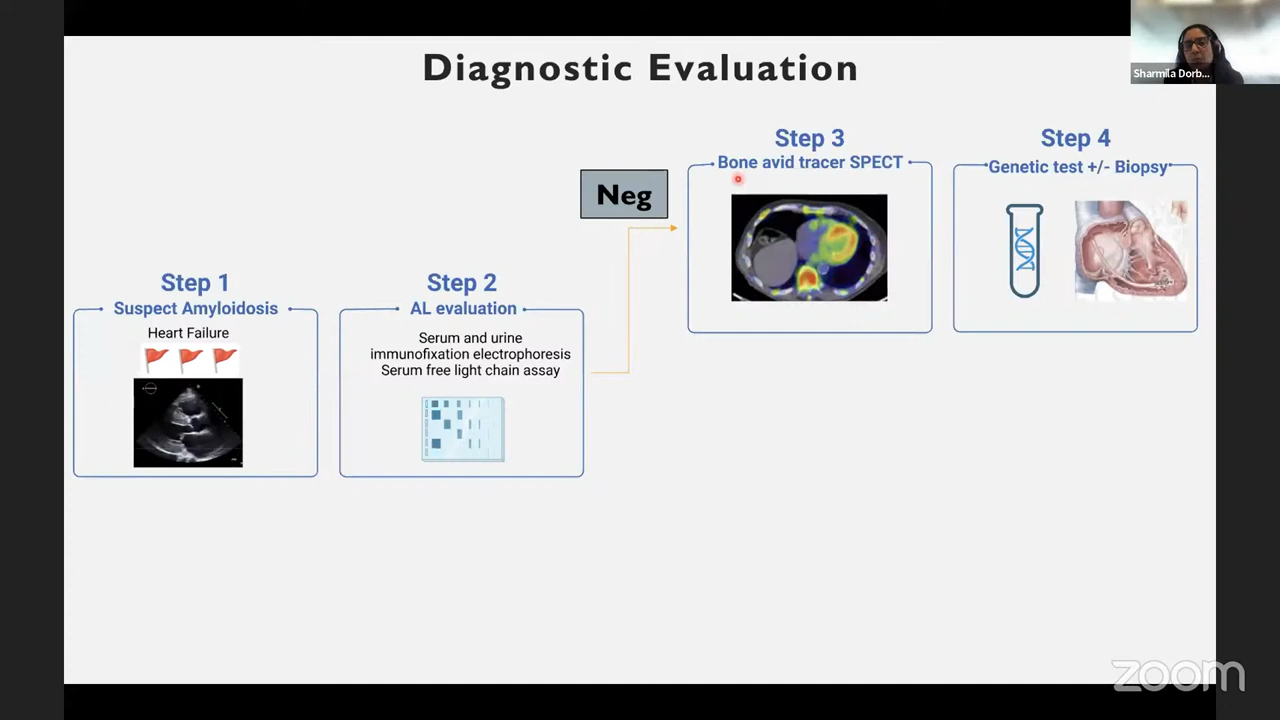 Diagnostic Evaluation
Sharmila Dorb...
Step 1
Suspect Amyloidosis
Heart Failure
Step 2
AL evaluation
Serum and urine
immunofixation electrophoresis
Serum free light chain assay
Neg
Step 3
Bone avid tracer SPECT
Step 4
Genetic test +/- Biopsy
zoom